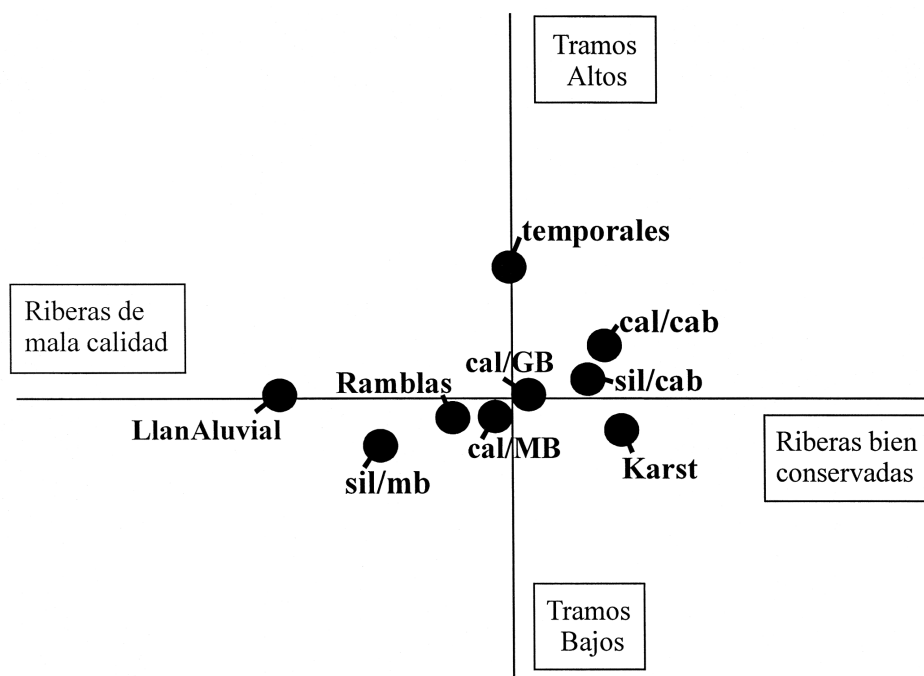 Tramos
Altos
temporales
Riberas de
mala calidad
cal/cab
cal/GB
Ramblas
sil/cab
LlanAluvial
cal/MB
Riberas bien
conservadas
Karst
sil/mb
Tramos
Bajos